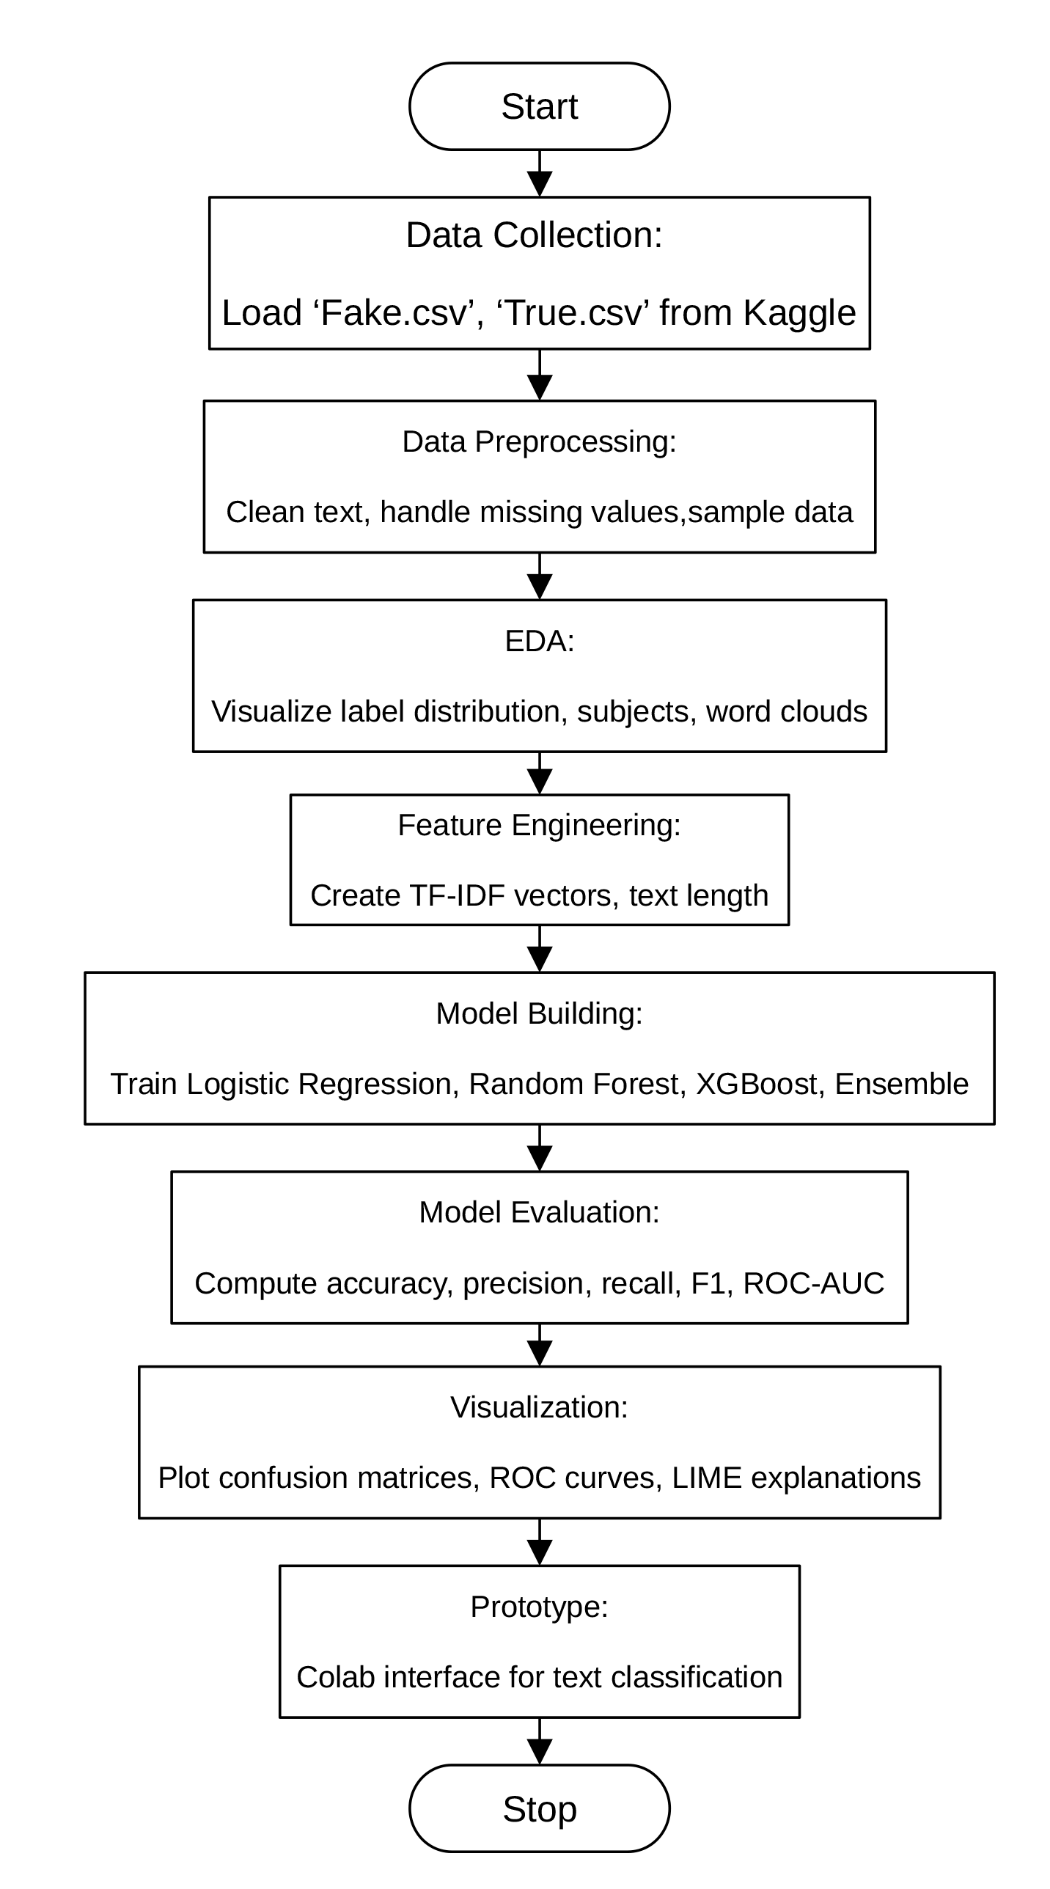 Start
Data Collection:
Load ‘Fake.csv’, ‘True.csv’ from Kaggle
Data Preprocessing:
Clean text, handle missing values,sample data
EDA:
Visualize label distribution, subjects, word clouds
Feature Engineering:
Create TF-IDF vectors, text length
Model Building:
Train Logistic Regression, Random Forest, XGBoost, Ensemble
Model Evaluation:
Compute accuracy, precision, recall, F1, ROC-AUC
Visualization:
Plot confusion matrices, ROC curves, LIME explanations
Prototype:
Colab interface for text classification
Stop